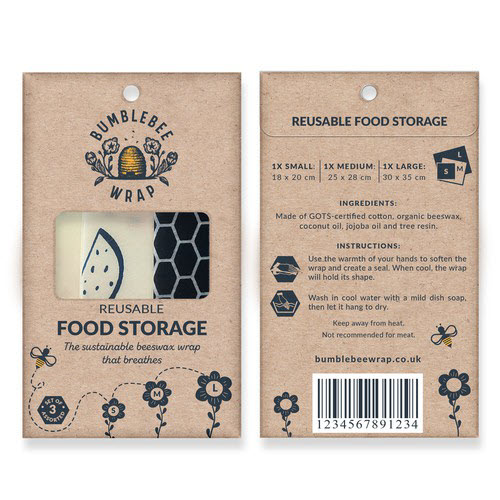 BUMBLEBEE
WRAP
REUSABLE
FOOD STORAGE
The sustainable beeswax wrap
that breathes
SET OF
3
ASSORTED
S
M
L
REUSABLE FOOD STORAGE
1X SMALL:
18 x 20 cm
1X MEDIUM:
25 x 28 cm
1X LARGE:
30 x 35 cm
S
M
L
INGREDIENTS:
Made of GOTS-certified cotton, organic beeswax,
coconut oil, jojoba oil and tree resin.
INSTRUCTIONS:
Use the warmth of your hands to soften the
wrap and create a seal. When cool, the wrap
will hold its shape.
Wash in cool water with a mild dish soap,
then let it hang to dry.
Keep away from heat.
Not recommended for microwave.
bumblebeewrap.co.uk
1234567891234